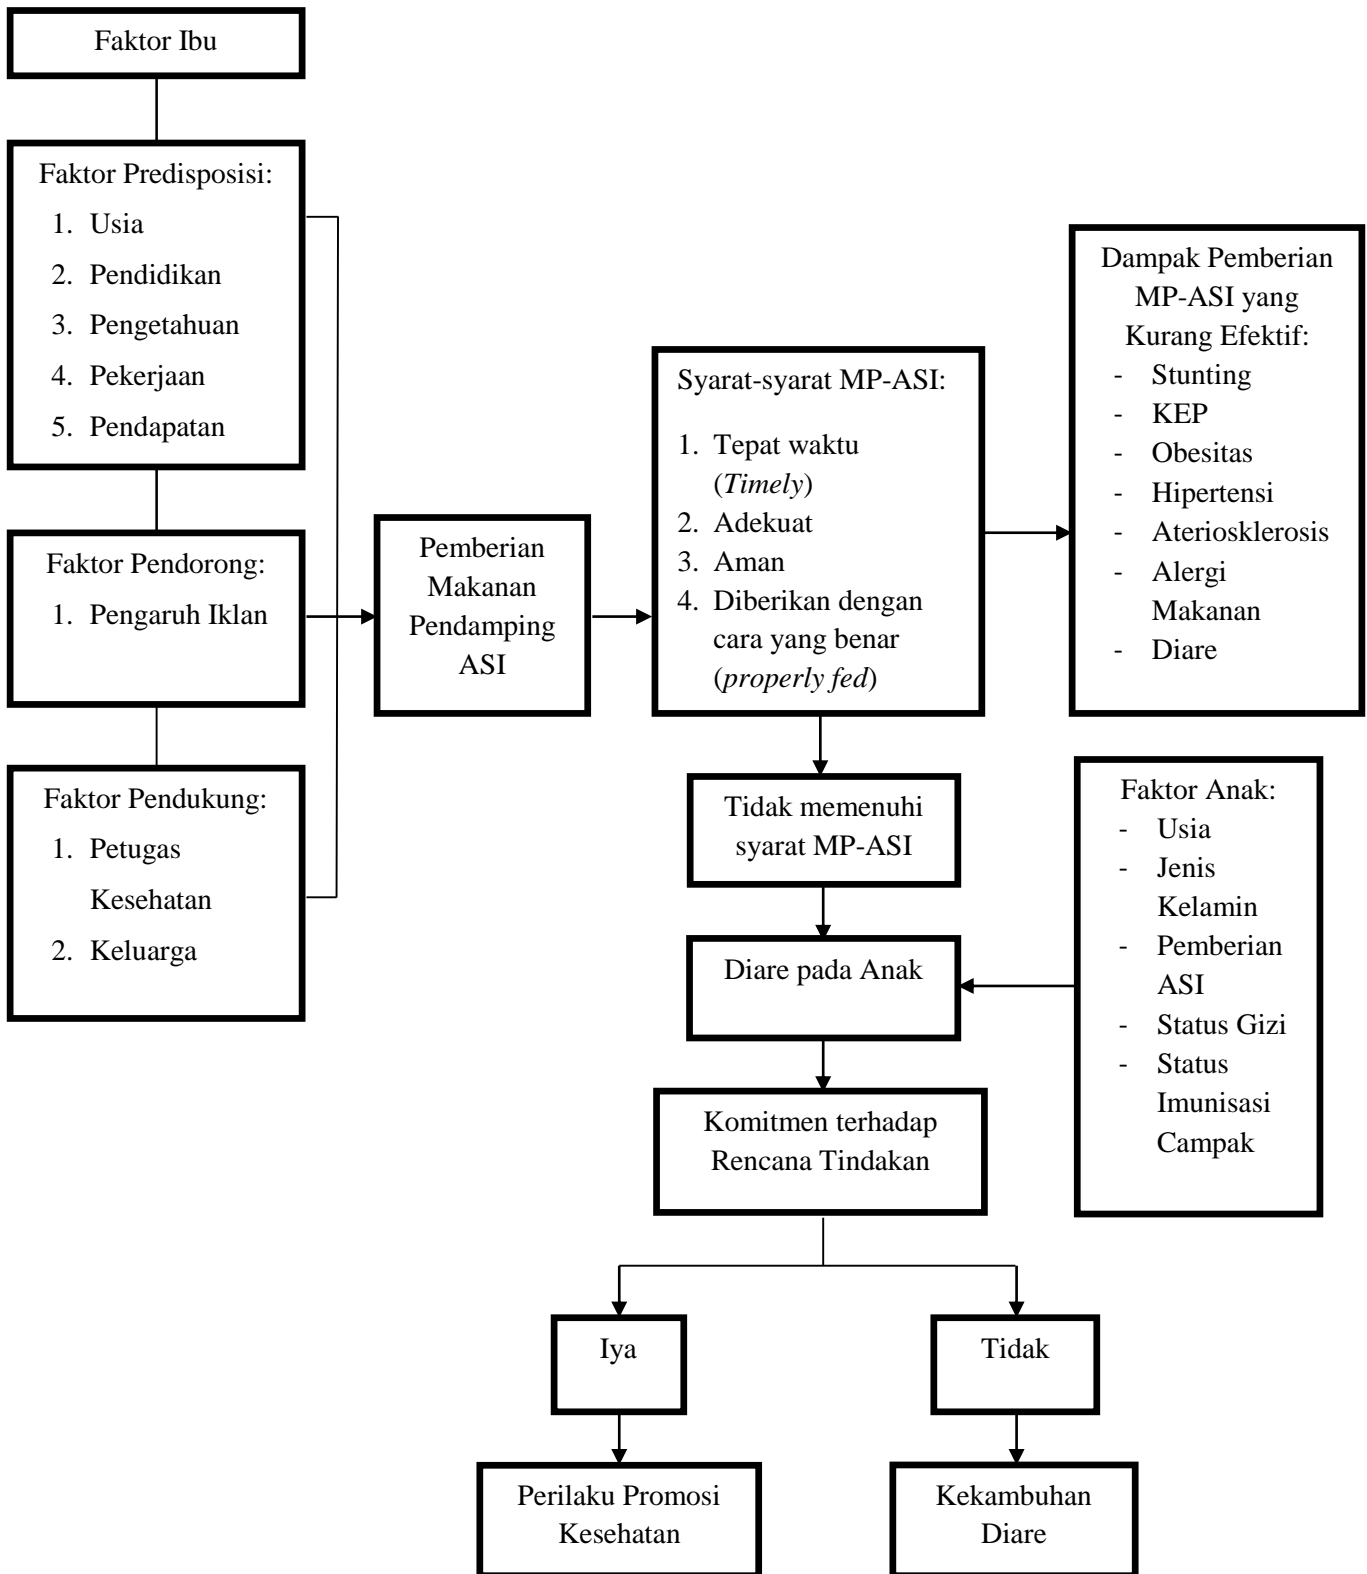 Faktor Ibu
Faktor Predisposisi:
1. Usia
2. Pendidikan
3. Pengetahuan
4. Pekerjaan
5. Pendapatan
Faktor Pendorong:
1. Pengaruh Iklan
Faktor Pendukung:
1. Petugas
Kesehatan
2. Keluarga
Pemberian
Makanan
Pendamping
ASI
Syarat-syarat MP-ASI:
1. Tepat waktu
(Timely)
2. Adekuat
3. Aman
4. Diberikan dengan
cara yang benar
(properly fed)
Dampak Pemberian
MP-ASI yang
Kurang Efektif:
- Stunting
- KEP
- Obesitas
- Hipertensi
- Ateriosklerosis
- Alergi
Makanan
- Diare
Tidak memenuhi
syarat MP-ASI
Diare pada Anak
Faktor Anak:
- Usia
- Jenis
Kelamin
- Pemberian
ASI
- Status Gizi
- Status
Imunisasi
Campak
Komitmen terhadap
Rencana Tindakan
Iya
Tidak
Perilaku Promosi
Kesehatan
Kekambuhan
Diare